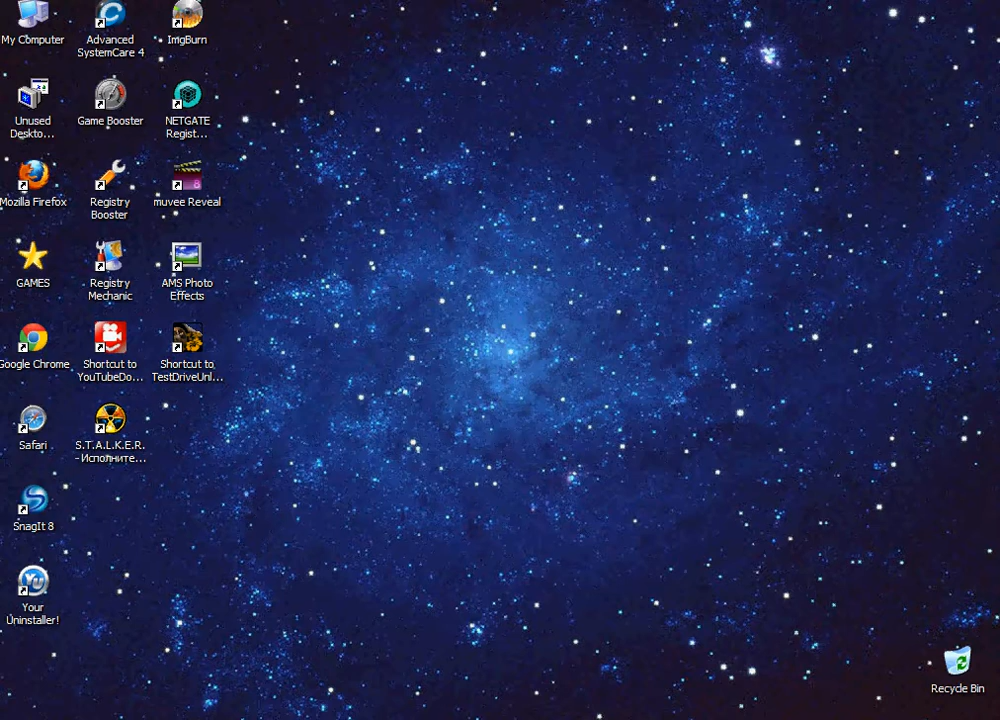 My Computer
Advanced
SystemCare 4
ImgBurn
Unused
Deskto...
Game Booster
NETGATE
Regist...
Mozilla Firefox
Registry
Booster
muvee Reveal
GAMES
Registry
Mechanic
AMS Photo
Effects
Google Chrome
Shortcut to
YouTubeDo...
Shortcut to
TestDriveUnl...
Safari
S.T.A.L.K.E.R.
- Исполните...
SnagIt 8
Your
Uninstaller!
Recycle Bin